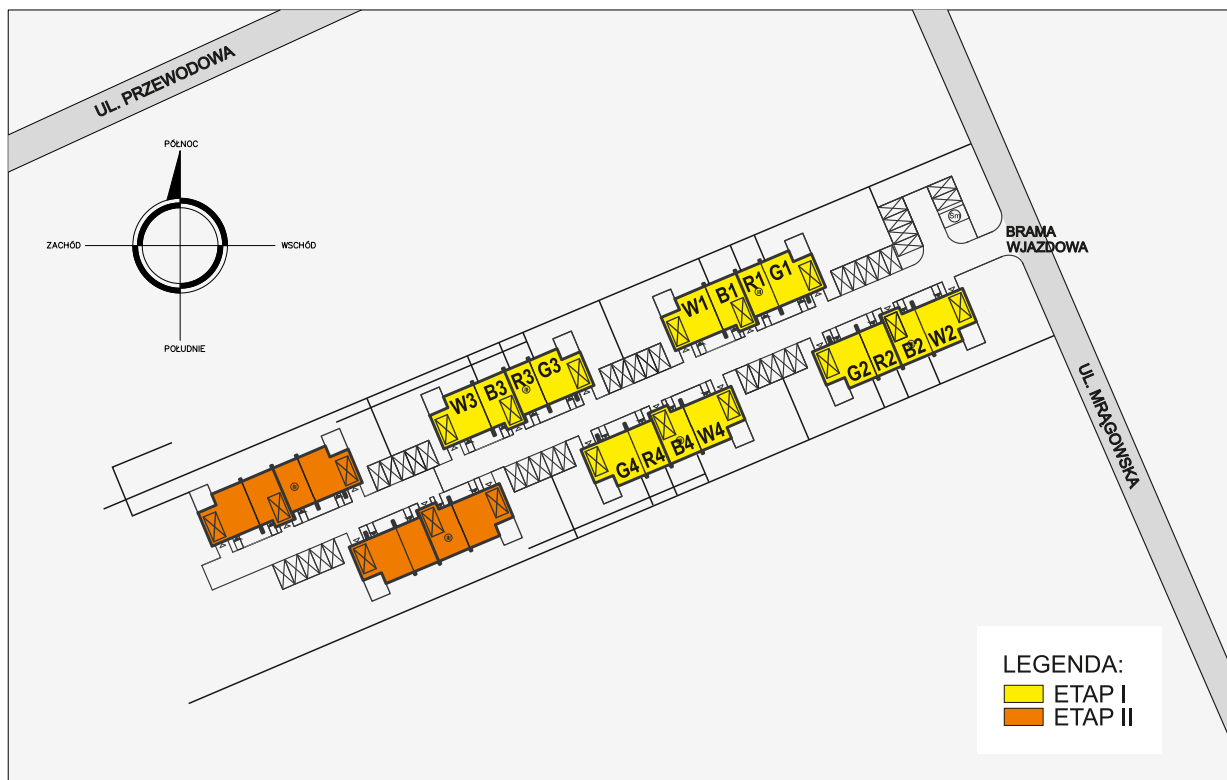 UL. PRZEWODOWA
PÓŁNOC
ZACHÓD
WSCHÓD
POŁUDNIE
BRAMA
WJAZDOWA
Sm
W1 B1 R1 G1
G2 R2 B2 W2
W3 B3 R3 G3
G4 R4 B4 W4
UL. MRĄGOWSKA
LEGENDA:
ETAP I
ETAP II